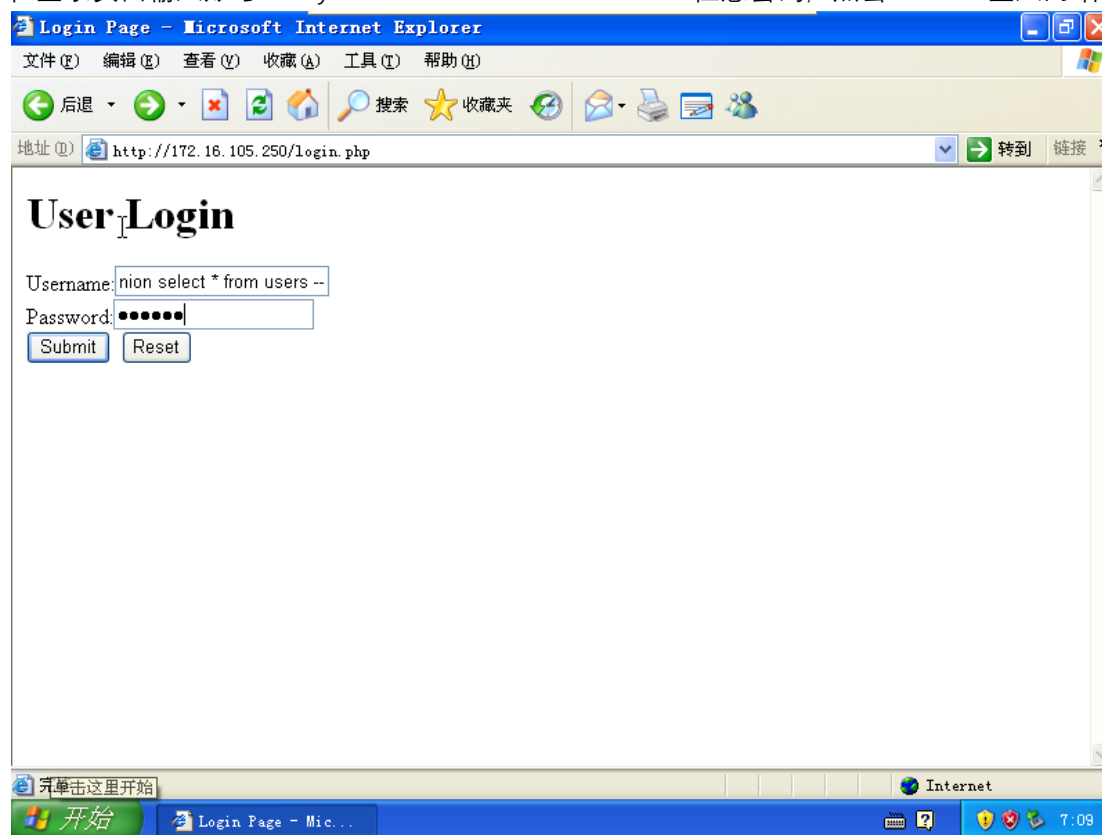 Login Page - Microsoft Internet Explorer
文件(F) 编辑(E) 查看(V) 收藏(A) 工具(T) 帮助(H)
后退 搜索 收藏夹
地址(D) http://172.16.105.250/login.php 转到 链接
User Login
Username: nion select * from users --
Password: ●●●●●●
Submit Reset
单击这里开始 Internet
开始 Login Page - Mic... 7:09